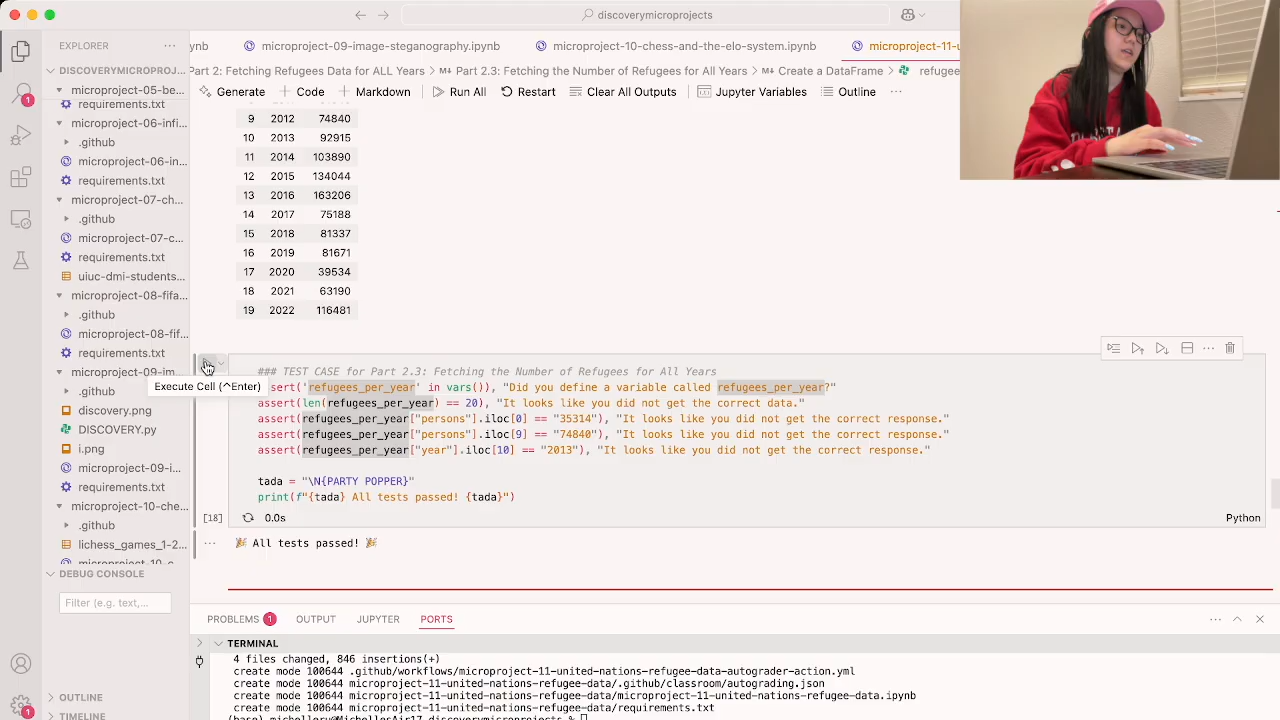 discoverymicroprojects
EXPLORER
ynb
microproject-09-image-steganography.ipynb
microproject-10-chess-and-the-elo-system.ipynb
microproject-11-u
DISCOVERYMICROPROJ...
Part 2: Fetching Refugees Data for ALL Years > M↓ Part 2.3: Fetching the Number of Refugees for All Years > M↓ Create a DataFrame > refugee
Generate + Code + Markdown Run All Restart Clear All Outputs Jupyter Variables Outline ...
microproject-05-be...
requirements.txt
microproject-06-infi...
.github
microproject-06-in...
requirements.txt
microproject-07-ch...
.github
microproject-07-c...
requirements.txt
uiuc-dmi-students...
microproject-08-fifa...
.github
microproject-08-fif...
requirements.txt
microproject-09-im...
.github
discovery.png
DISCOVERY.py
i.png
microproject-09-i...
requirements.txt
microproject-10-che...
.github
lichess_games_1-2...
microproject-10-c...
DEBUG CONSOLE
Filter (e.g. text,...
OUTLINE
TIMELINE
1
1
9 2012 74840
10 2013 92915
11 2014 103890
12 2015 134044
13 2016 163206
14 2017 75188
15 2018 81337
16 2019 81671
17 2020 39534
18 2021 63190
19 2022 116481
Execute Cell (^Enter)
### TEST CASE for Part 2.3: Fetching the Number of Refugees for All Years
ssert('refugees_per_year' in vars()), "Did you define a variable called refugees_per_year?"
assert(len(refugees_per_year) == 20), "It looks like you did not get the correct data."
assert(refugees_per_year["persons"].iloc[0] == "35314"), "It looks like you did not get the correct response."
assert(refugees_per_year["persons"].iloc[9] == "74840"), "It looks like you did not get the correct response."
assert(refugees_per_year["year"].iloc[10] == "2013"), "It looks like you did not get the correct response."
tada = "\N{PARTY POPPER}"
print(f"{tada} All tests passed! {tada}")
[18] 0.0s Python
... 🎉 All tests passed! 🎉
PROBLEMS 1 OUTPUT JUPYTER PORTS
TERMINAL
4 files changed, 846 insertions(+)
create mode 100644 .github/workflows/microproject-11-united-nations-refugee-data-autograder-action.yml
create mode 100644 microproject-11-united-nations-refugee-data/.github/classroom/autograding.json
create mode 100644 microproject-11-united-nations-refugee-data/microproject-11-united-nations-refugee-data.ipynb
create mode 100644 microproject-11-united-nations-refugee-data/requirements.txt